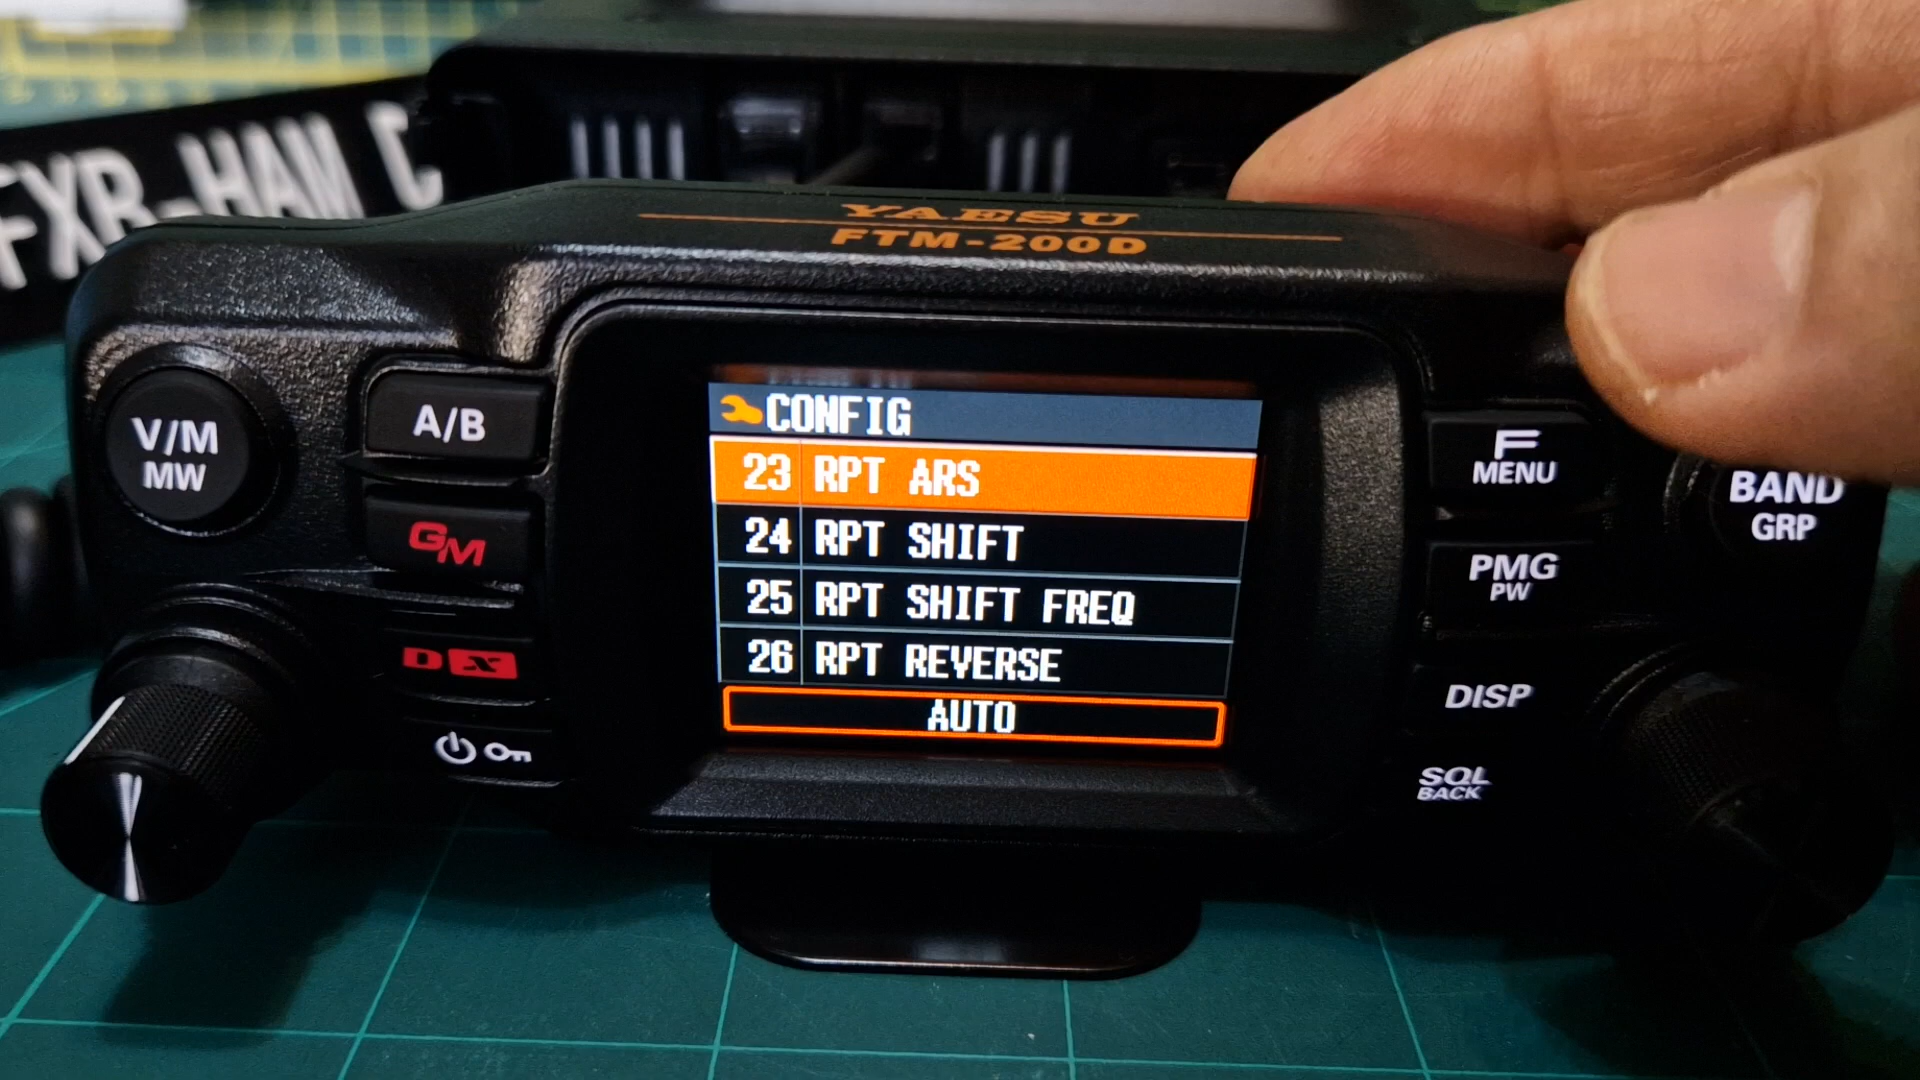 FXR-HAM C
YAESU
FTM-200D
V/M
MW
A/B
GM
D X
CONFIG
23 RPT ARS
24 RPT SHIFT
25 RPT SHIFT FREQ
26 RPT REVERSE
AUTO
F
MENU
BAND
GRP
PMG
PW
DISP
SQL
BACK